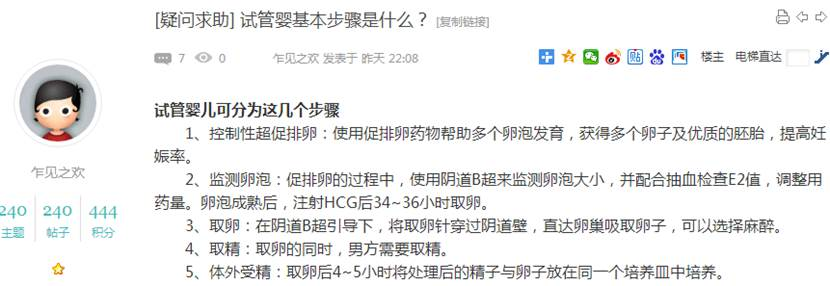 [疑问求助] 试管婴基本步骤是什么？ [复制链接]
7 0 乍见之欢 发表于 昨天 22:08 贴 楼主 电梯直达
试管婴儿可分为这几个步骤
1、控制性超促排卵：使用促排卵药物帮助多个卵泡发育，获得多个卵子及优质的胚胎，提高妊
娠率。
2、监测卵泡：促排卵的过程中，使用阴道B超来监测卵泡大小，并配合抽血检查E2值，调整用
药量。卵泡成熟后，注射HCG后34~36小时取卵。
3、取卵：在阴道B超引导下，将取卵针穿过阴道壁，直达卵巢吸取卵子，可以选择麻醉。
4、取精：取卵的同时，男方需要取精。
5、体外受精：取卵后4~5小时将处理后的精子与卵子放在同一个培养皿中培养。
乍见之欢
240 240 444
主题 帖子 积分